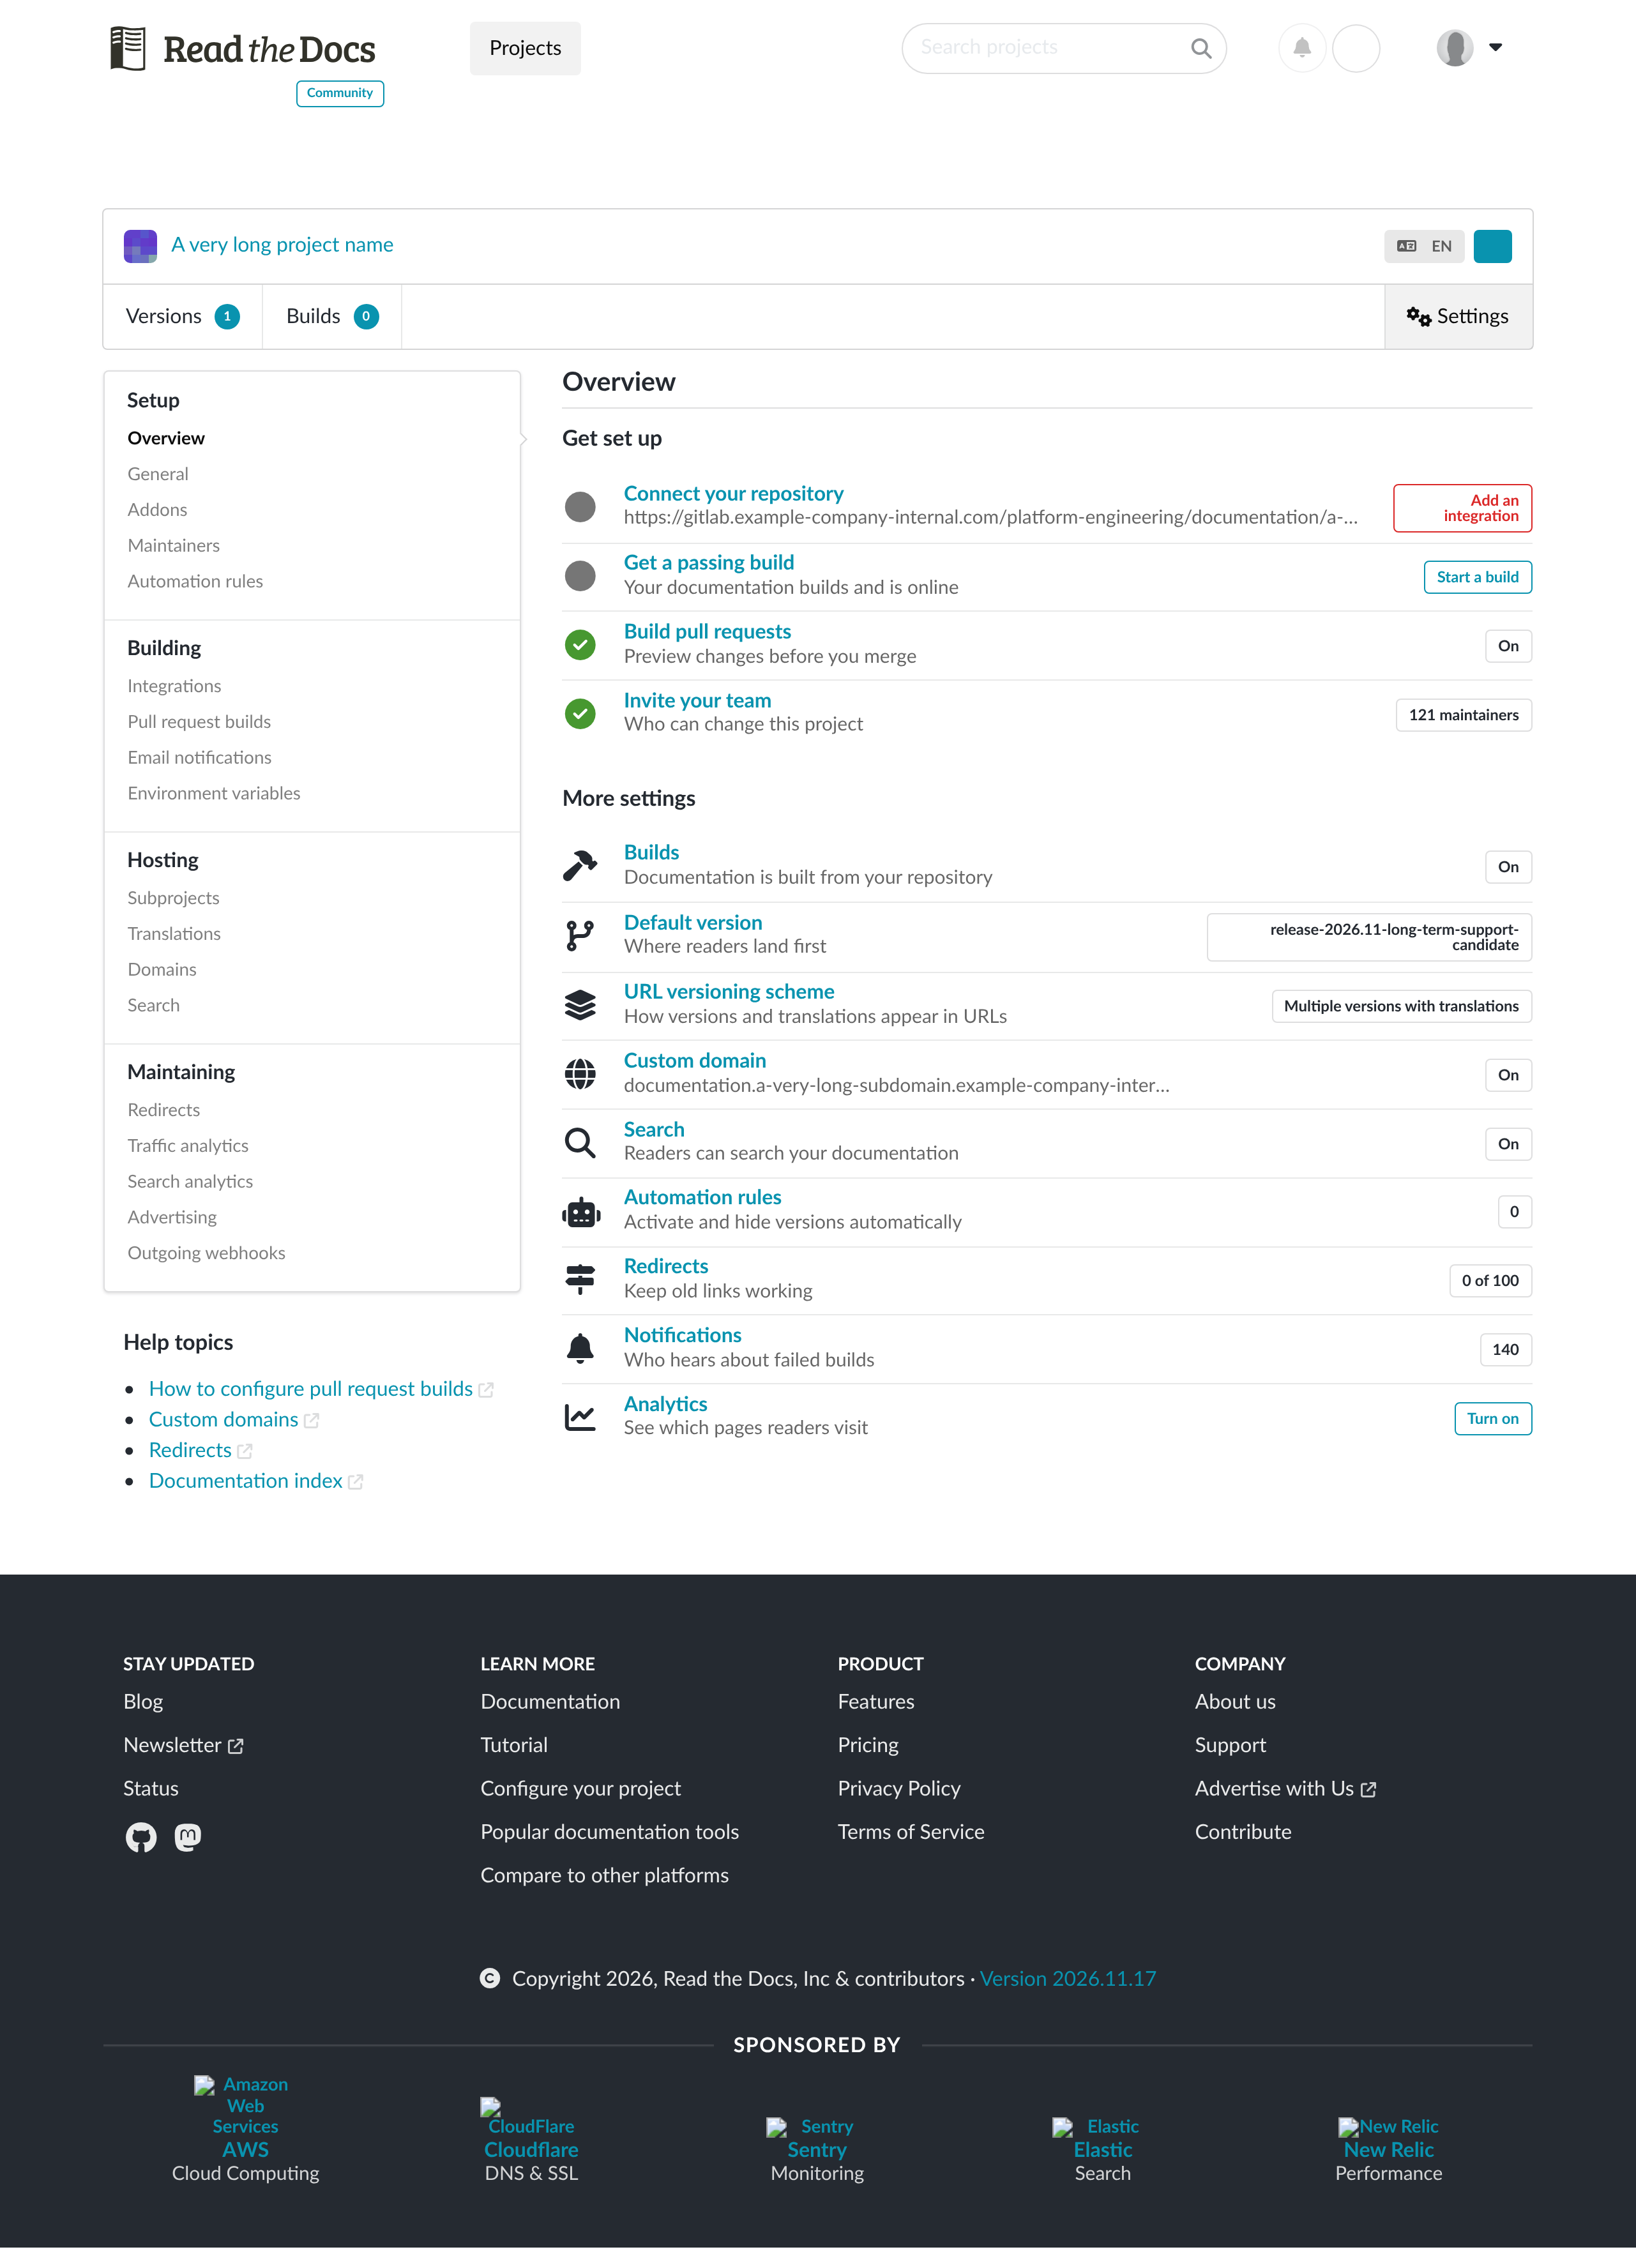 Read the Docs
Community
Projects
Search projects
A very long project name
EN
Versions 1
Builds 0
Settings
Setup
Overview
General
Addons
Maintainers
Automation rules
Building
Integrations
Pull request builds
Email notifications
Environment variables
Hosting
Subprojects
Translations
Domains
Search
Maintaining
Redirects
Traffic analytics
Search analytics
Advertising
Outgoing webhooks
Help topics
How to configure pull request builds
Custom domains
Redirects
Documentation index
Overview
Get set up
Connect your repository
https://gitlab.example-company-internal.com/platform-engineering/documentation/a-...
Add an
integration
Get a passing build
Your documentation builds and is online
Start a build
Build pull requests
Preview changes before you merge
On
Invite your team
Who can change this project
121 maintainers
More settings
Builds
Documentation is built from your repository
On
Default version
Where readers land first
release-2026.11-long-term-support-
candidate
URL versioning scheme
How versions and translations appear in URLs
Multiple versions with translations
Custom domain
documentation.a-very-long-subdomain.example-company-inter...
On
Search
Readers can search your documentation
On
Automation rules
Activate and hide versions automatically
0
Redirects
Keep old links working
0 of 100
Notifications
Who hears about failed builds
140
Analytics
See which pages readers visit
Turn on
STAY UPDATED
Blog
Newsletter
Status
LEARN MORE
Documentation
Tutorial
Configure your project
Popular documentation tools
Compare to other platforms
PRODUCT
Features
Pricing
Privacy Policy
Terms of Service
COMPANY
About us
Support
Advertise with Us
Contribute
Copyright 2026, Read the Docs, Inc & contributors · Version 2026.11.17
SPONSORED BY
Amazon
Web
Services
AWS
Cloud Computing
CloudFlare
Cloudflare
DNS & SSL
Sentry
Sentry
Monitoring
Elastic
Elastic
Search
New Relic
New Relic
Performance